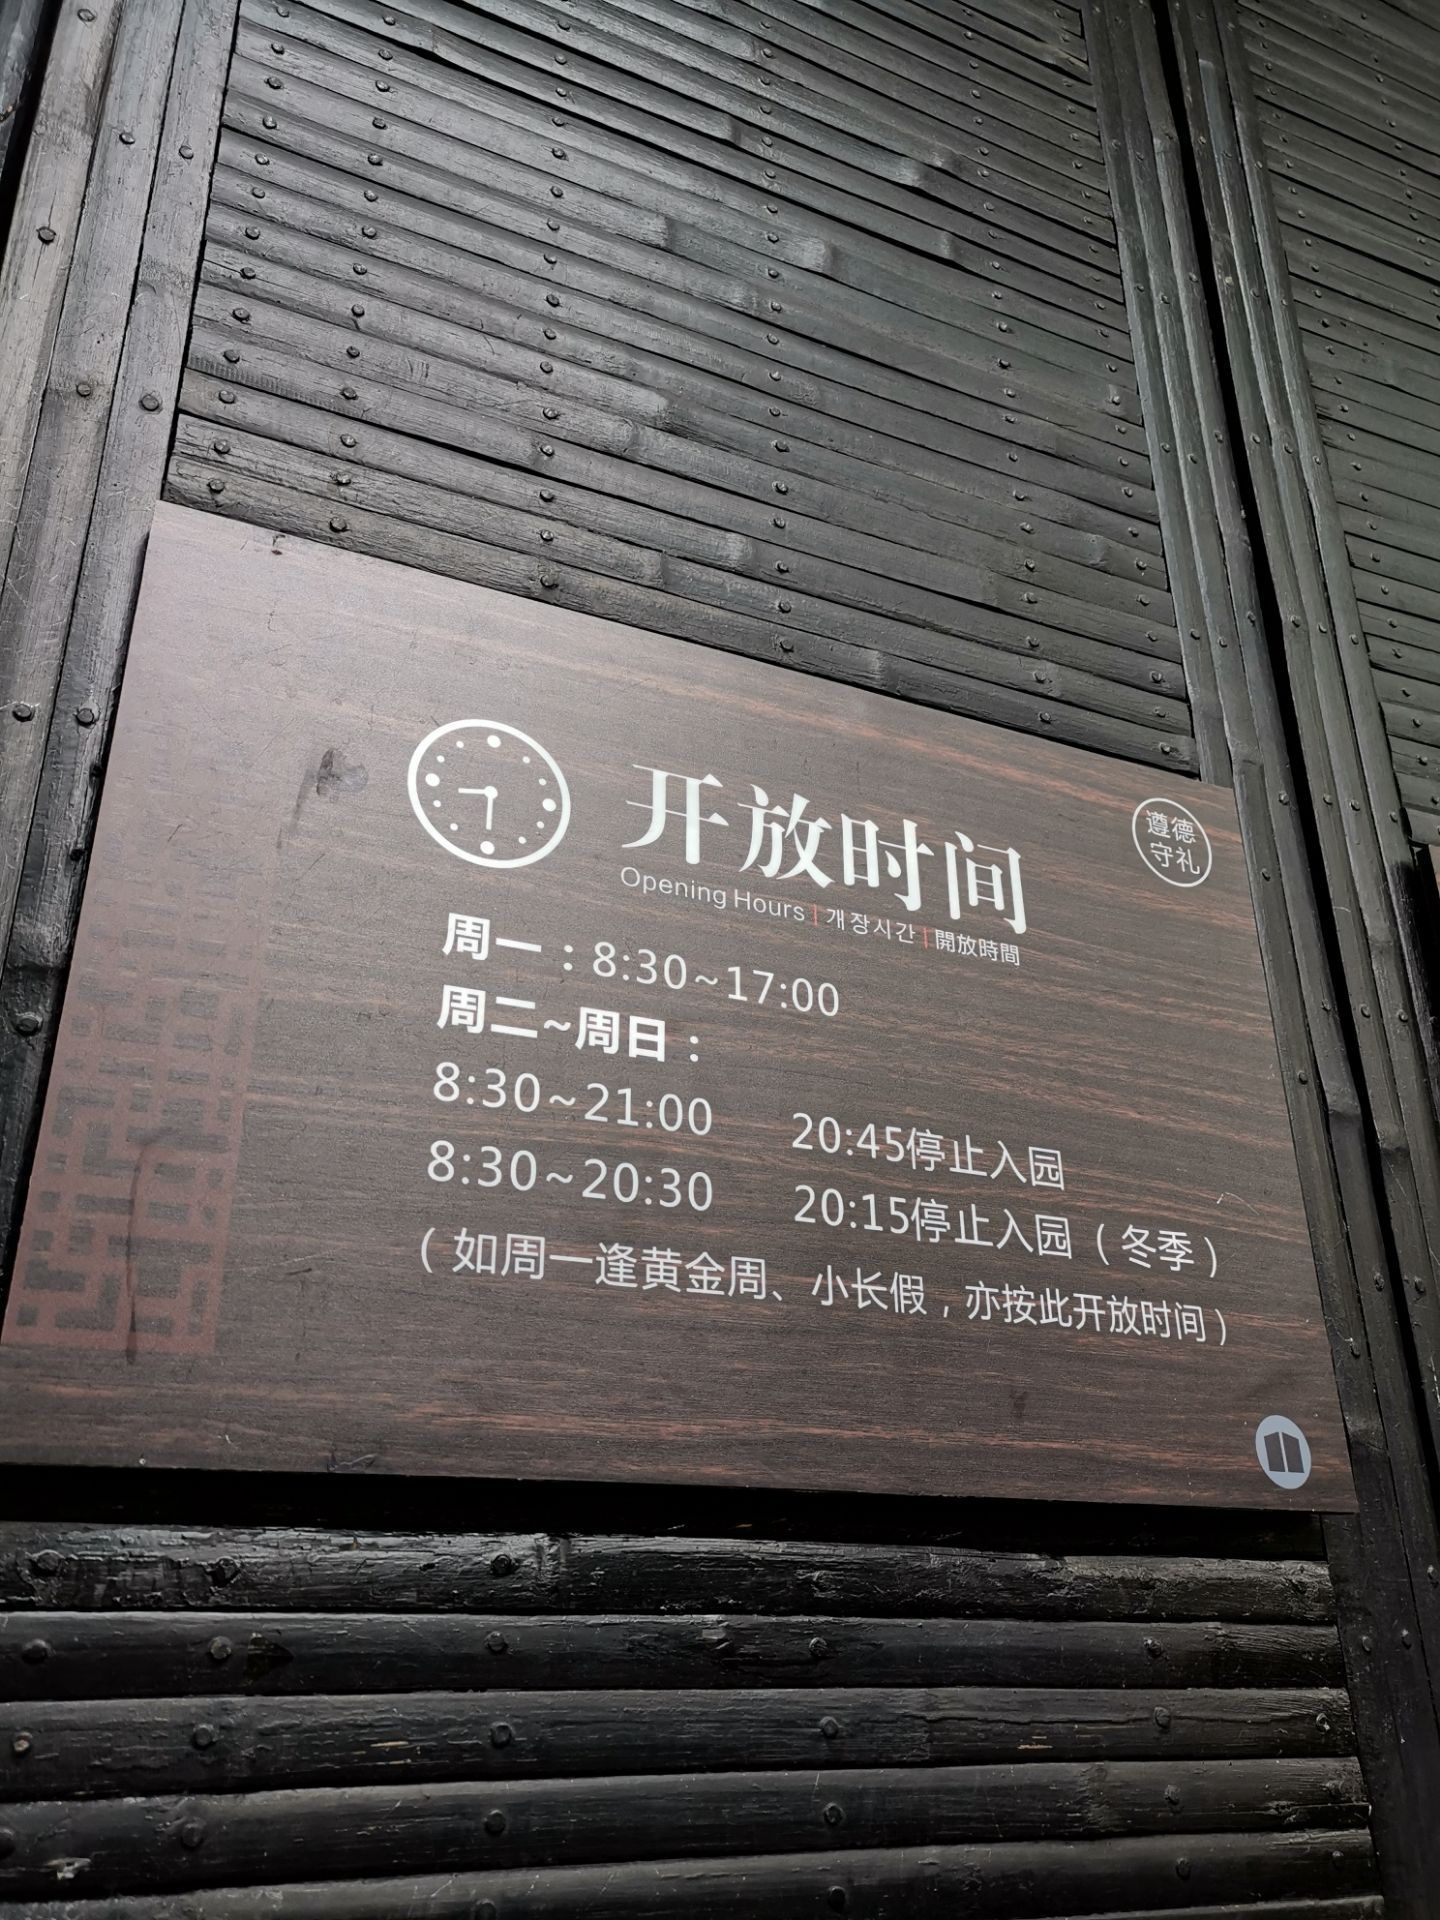 开放时间
Opening Hours | 개장시간 | 開放時間
遵德
守礼
周一：8:30~17:00
周二~周日：
8:30~21:00 20:45停止入园
8:30~20:30 20:15停止入园（冬季）
（如周一逢黄金周、小长假，亦按此开放时间）